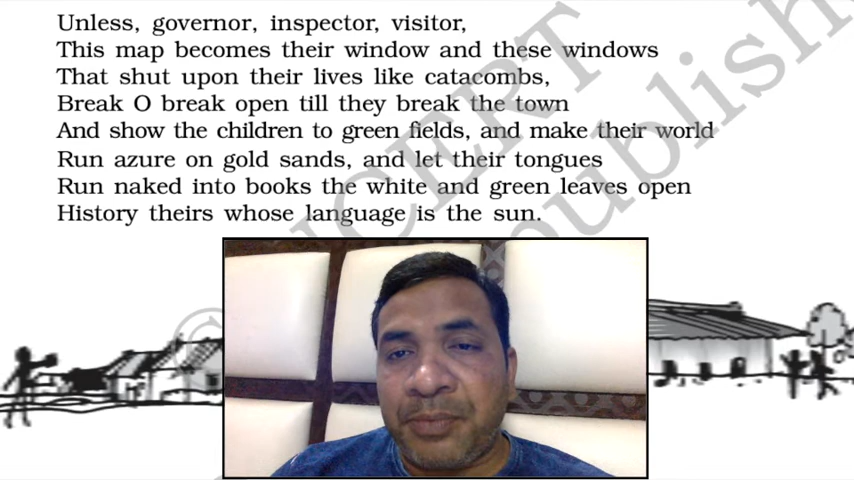 Unless, governor, inspector, visitor,
This map becomes their window and these windows
That shut upon their lives like catacombs,
Break O break open till they break the town
And show the children to green fields, and make their world
Run azure on gold sands, and let their tongues
Run naked into books the white and green leaves open
History theirs whose language is the sun.
NCERT
publish